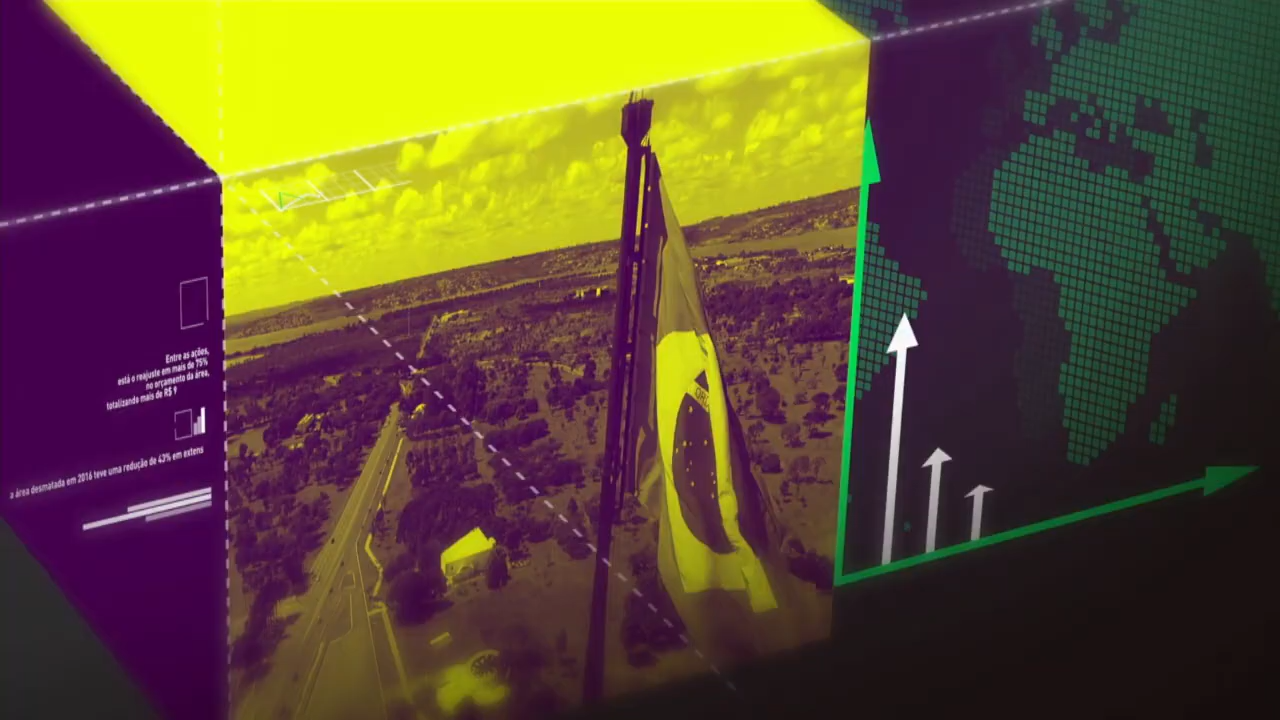 Entre as ações,
está o reajuste em mais de 75%
no orçamento da área,
totalizando mais de R$ 9
a área desmatada em 2016 teve uma redução de 43% em extens